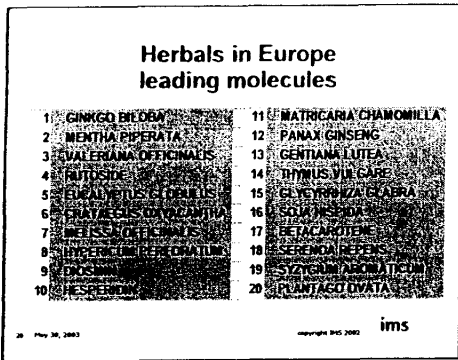 Herbals in Europe
leading molecules
1 GINKGO BILOBA
2 MENTHA PIPERATA
3 VALERIANA OFFICINALIS
4 RUTOSIDE
5 EUCALYPTUS GLOBULUS
6 CRATAEGUS OXYACANTHA
7 MELISSA OFFICINALIS
8 HYPERICUM PERFORATUM
9 DIOSMIN
10 HESPERIDIN
11 MATRICARIA CHAMOMILLA
12 PANAX GINSENG
13 GENTIANA LUTEA
14 THYMUS VULGARE
15 GLYCYRRHIZA GLABRA
16 SOJA HISPIDA
17 BETACAROTENE
18 SERENOA REPENS
19 SYZYGIUM AROMATICUM
20 PLANTAGO OVATA
20 May 30, 2003
copyright IMS 2002
ims